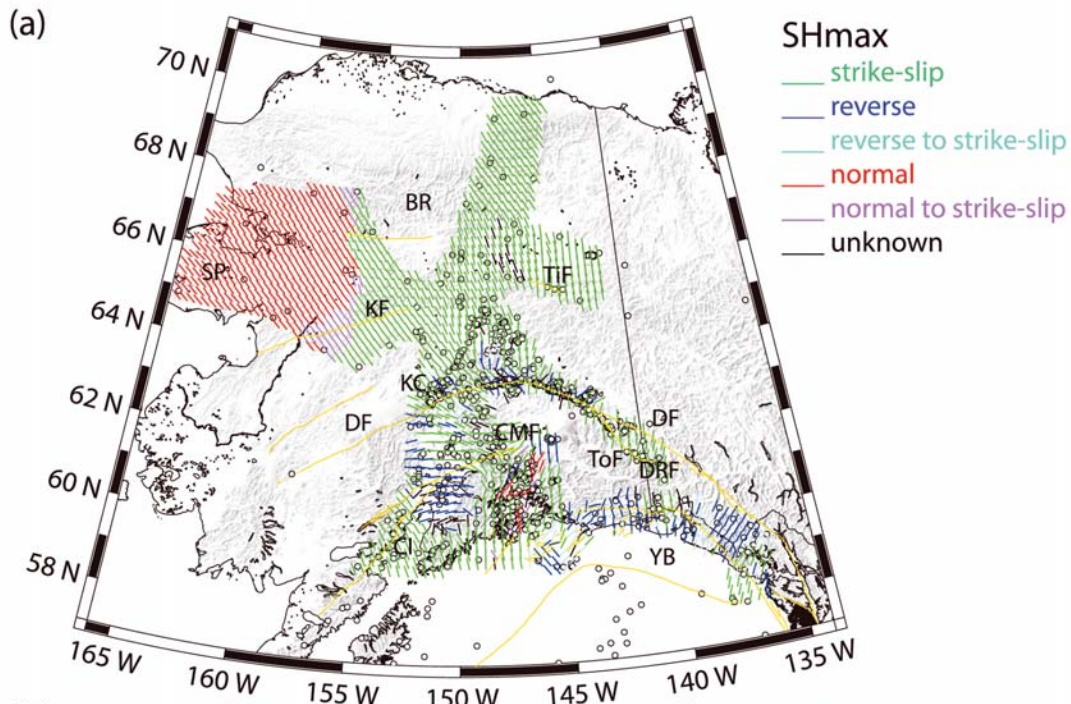 (a)
SHmax
strike-slip
reverse
reverse to strike-slip
normal
normal to strike-slip
unknown
70 N
68 N
66 N
64 N
62 N
60 N
58 N
BR
SP
TiF
KF
KC
DF
DF
CMF
ToF
DRF
CI
YB
165 W
160 W
155 W
150 W
145 W
140 W
135 W